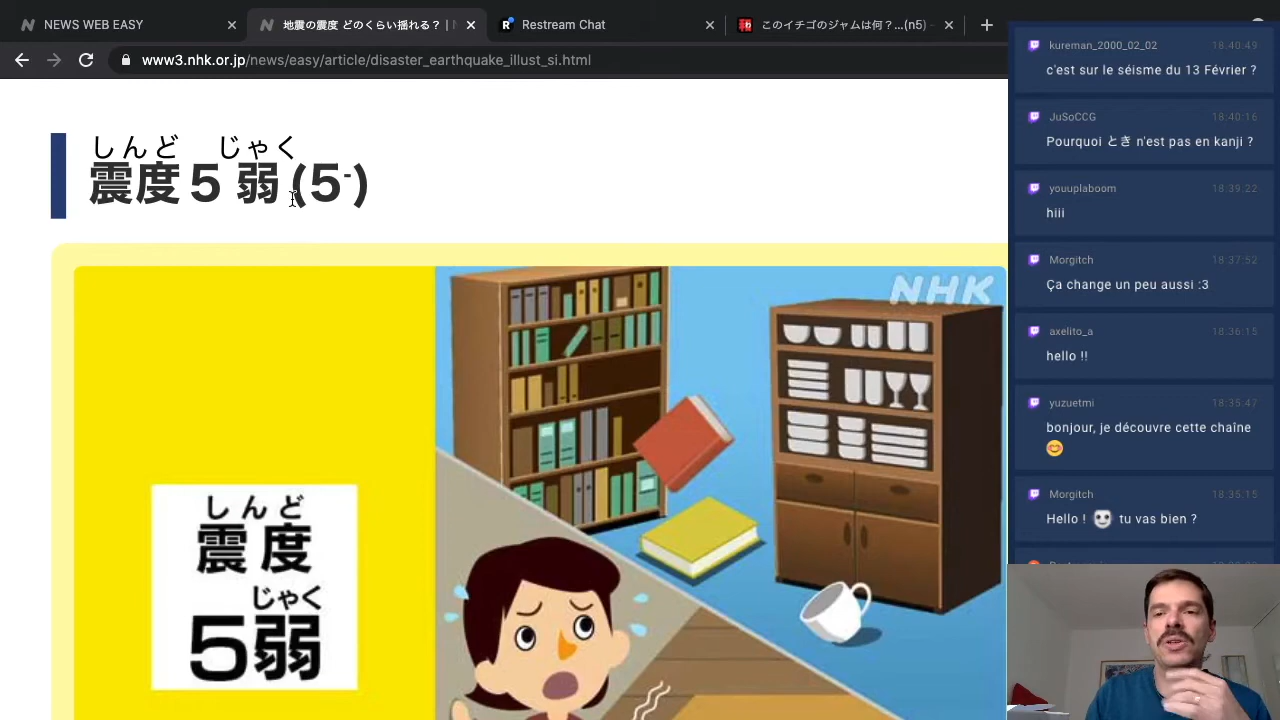 NEWS WEB EASY
地震の震度 どのくらい揺れる？ | N
Restream Chat
このイチゴのジャムは何？...(n5)
www3.nhk.or.jp/news/easy/article/disaster_earthquake_illust_si.html
しんど じゃく
震度5弱(5-)
NHK
しんど
震度
じゃく
5弱
kureman_2000_02_02 18.40:49
c'est sur le séisme du 13 Février ?
JuSoCCG 18:40:16
Pourquoi とき n'est pas en kanji ?
youuplaboom 18:39:22
hiii
Morgitch 18:37:52
Ça change un peu aussi :3
axelito_a 18:36:15
hello !!
yuzuetmi 18:35:47
bonjour, je découvre cette chaîne
😊
Morgitch 18:35:15
Hello ! tu vas bien ?